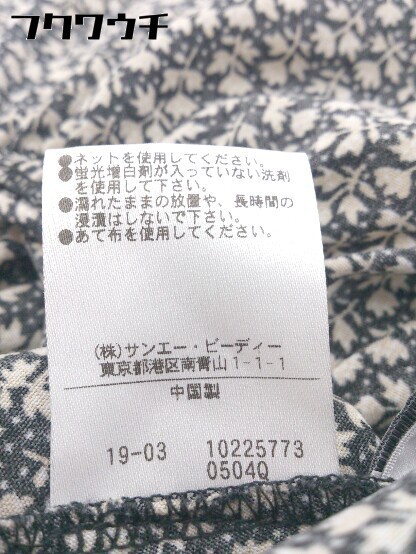 フクワウチ
●ネットを使用してください。
●蛍光増白剤が入っていない洗剤
を使用して下さい。
●濡れたままの放置や、長時間の
浸漬はしないで下さい。
●あて布を使用してください。
(株)サンエー・ビーディー
東京都港区南青山1-1-1
中国製
19-03 10225773
0504Q